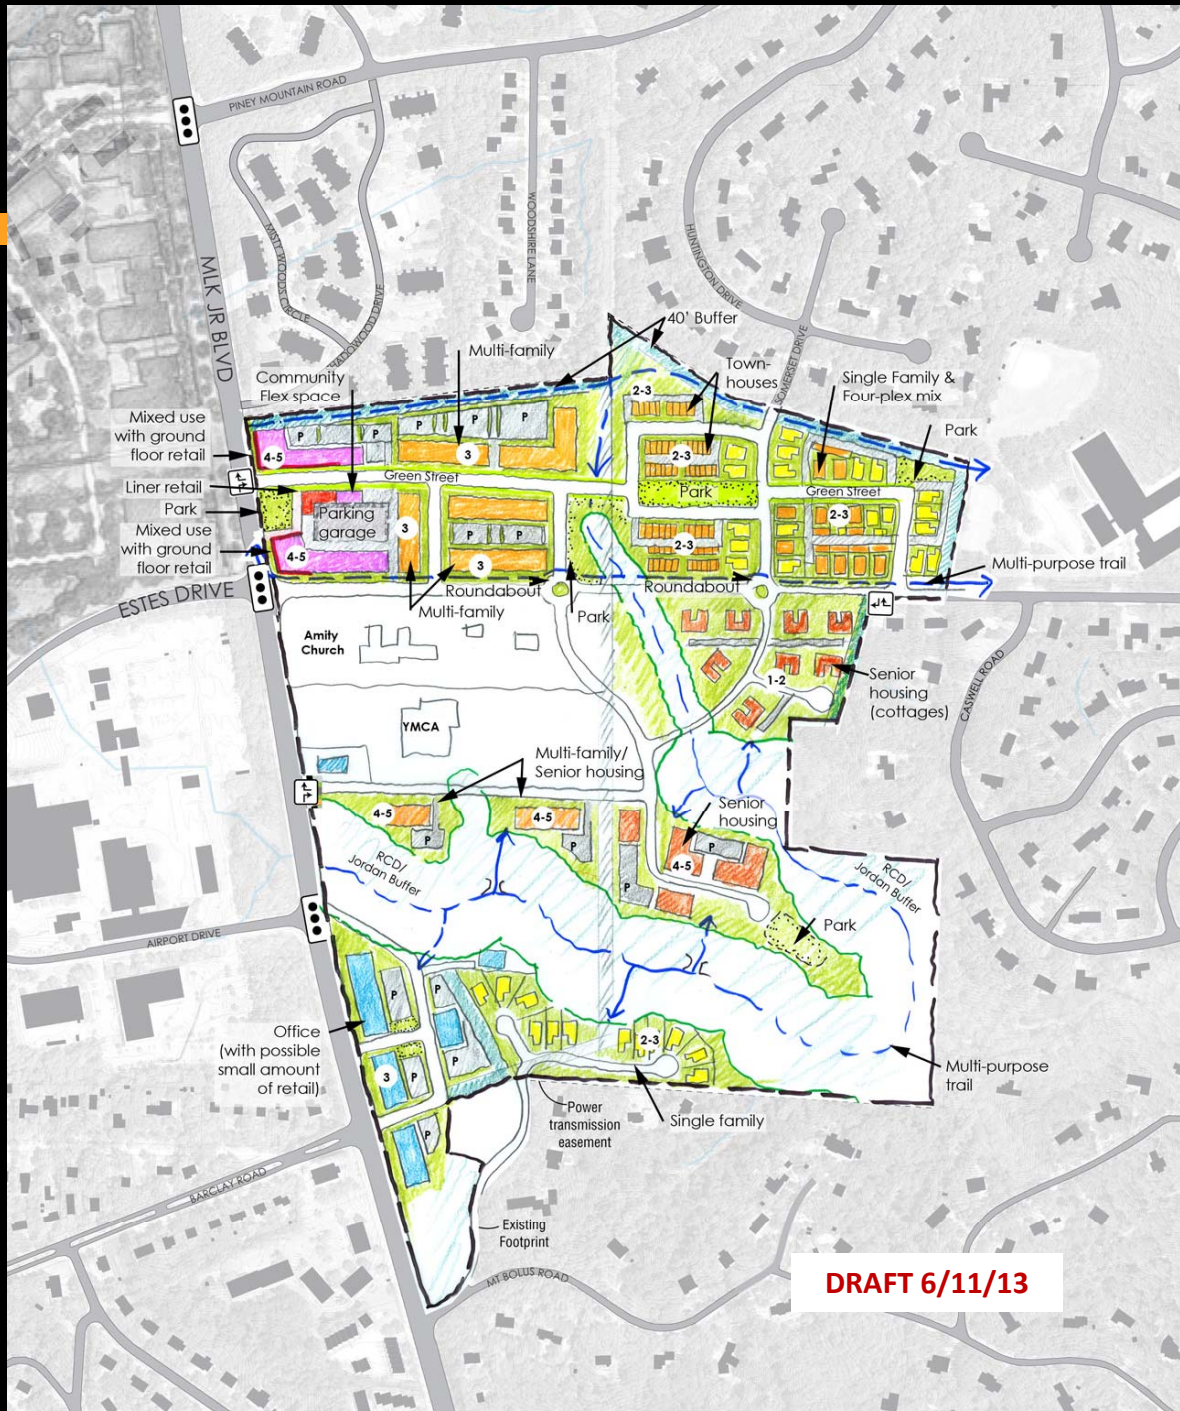 PINEY MOUNTAIN ROAD
MISTY WOODS CIRCLE
WOODSHIRE LANE
HUNTINGTON DRIVE
MLK JR BLVD
SOMERSET DRIVE
40' Buffer
Multi-family
Town-
houses
Community
Flex space
Single Family &
Four-plex mix
Mixed use
with ground
floor retail
Park
2-3
P
P
P
P
P
4-5
3
2-3
Green Street
Liner retail
Park
Green Street
Park
Parking
garage
3
P
P
2-3
2-3
Mixed use
with ground
floor retail
4-5
3
Multi-purpose trail
ESTES DRIVE
Roundabout
Roundabout
Multi-family
Park
Amity
Church
1-2
Senior
housing
(cottages)
CASWELL ROAD
YMCA
Multi-family/
Senior housing
4-5
4-5
Senior
housing
P
P
P
4-5
P
RCD/
Jordan Buffer
RCD/
Jordan Buffer
Park
AIRPORT DRIVE
P
P
Office
(with possible
small amount
of retail)
2-3
P
3
P
Multi-purpose
trail
Single family
Power
transmission
easement
P
BARCLAY ROAD
Existing
Footprint
MT BOLUS ROAD
DRAFT 6/11/13